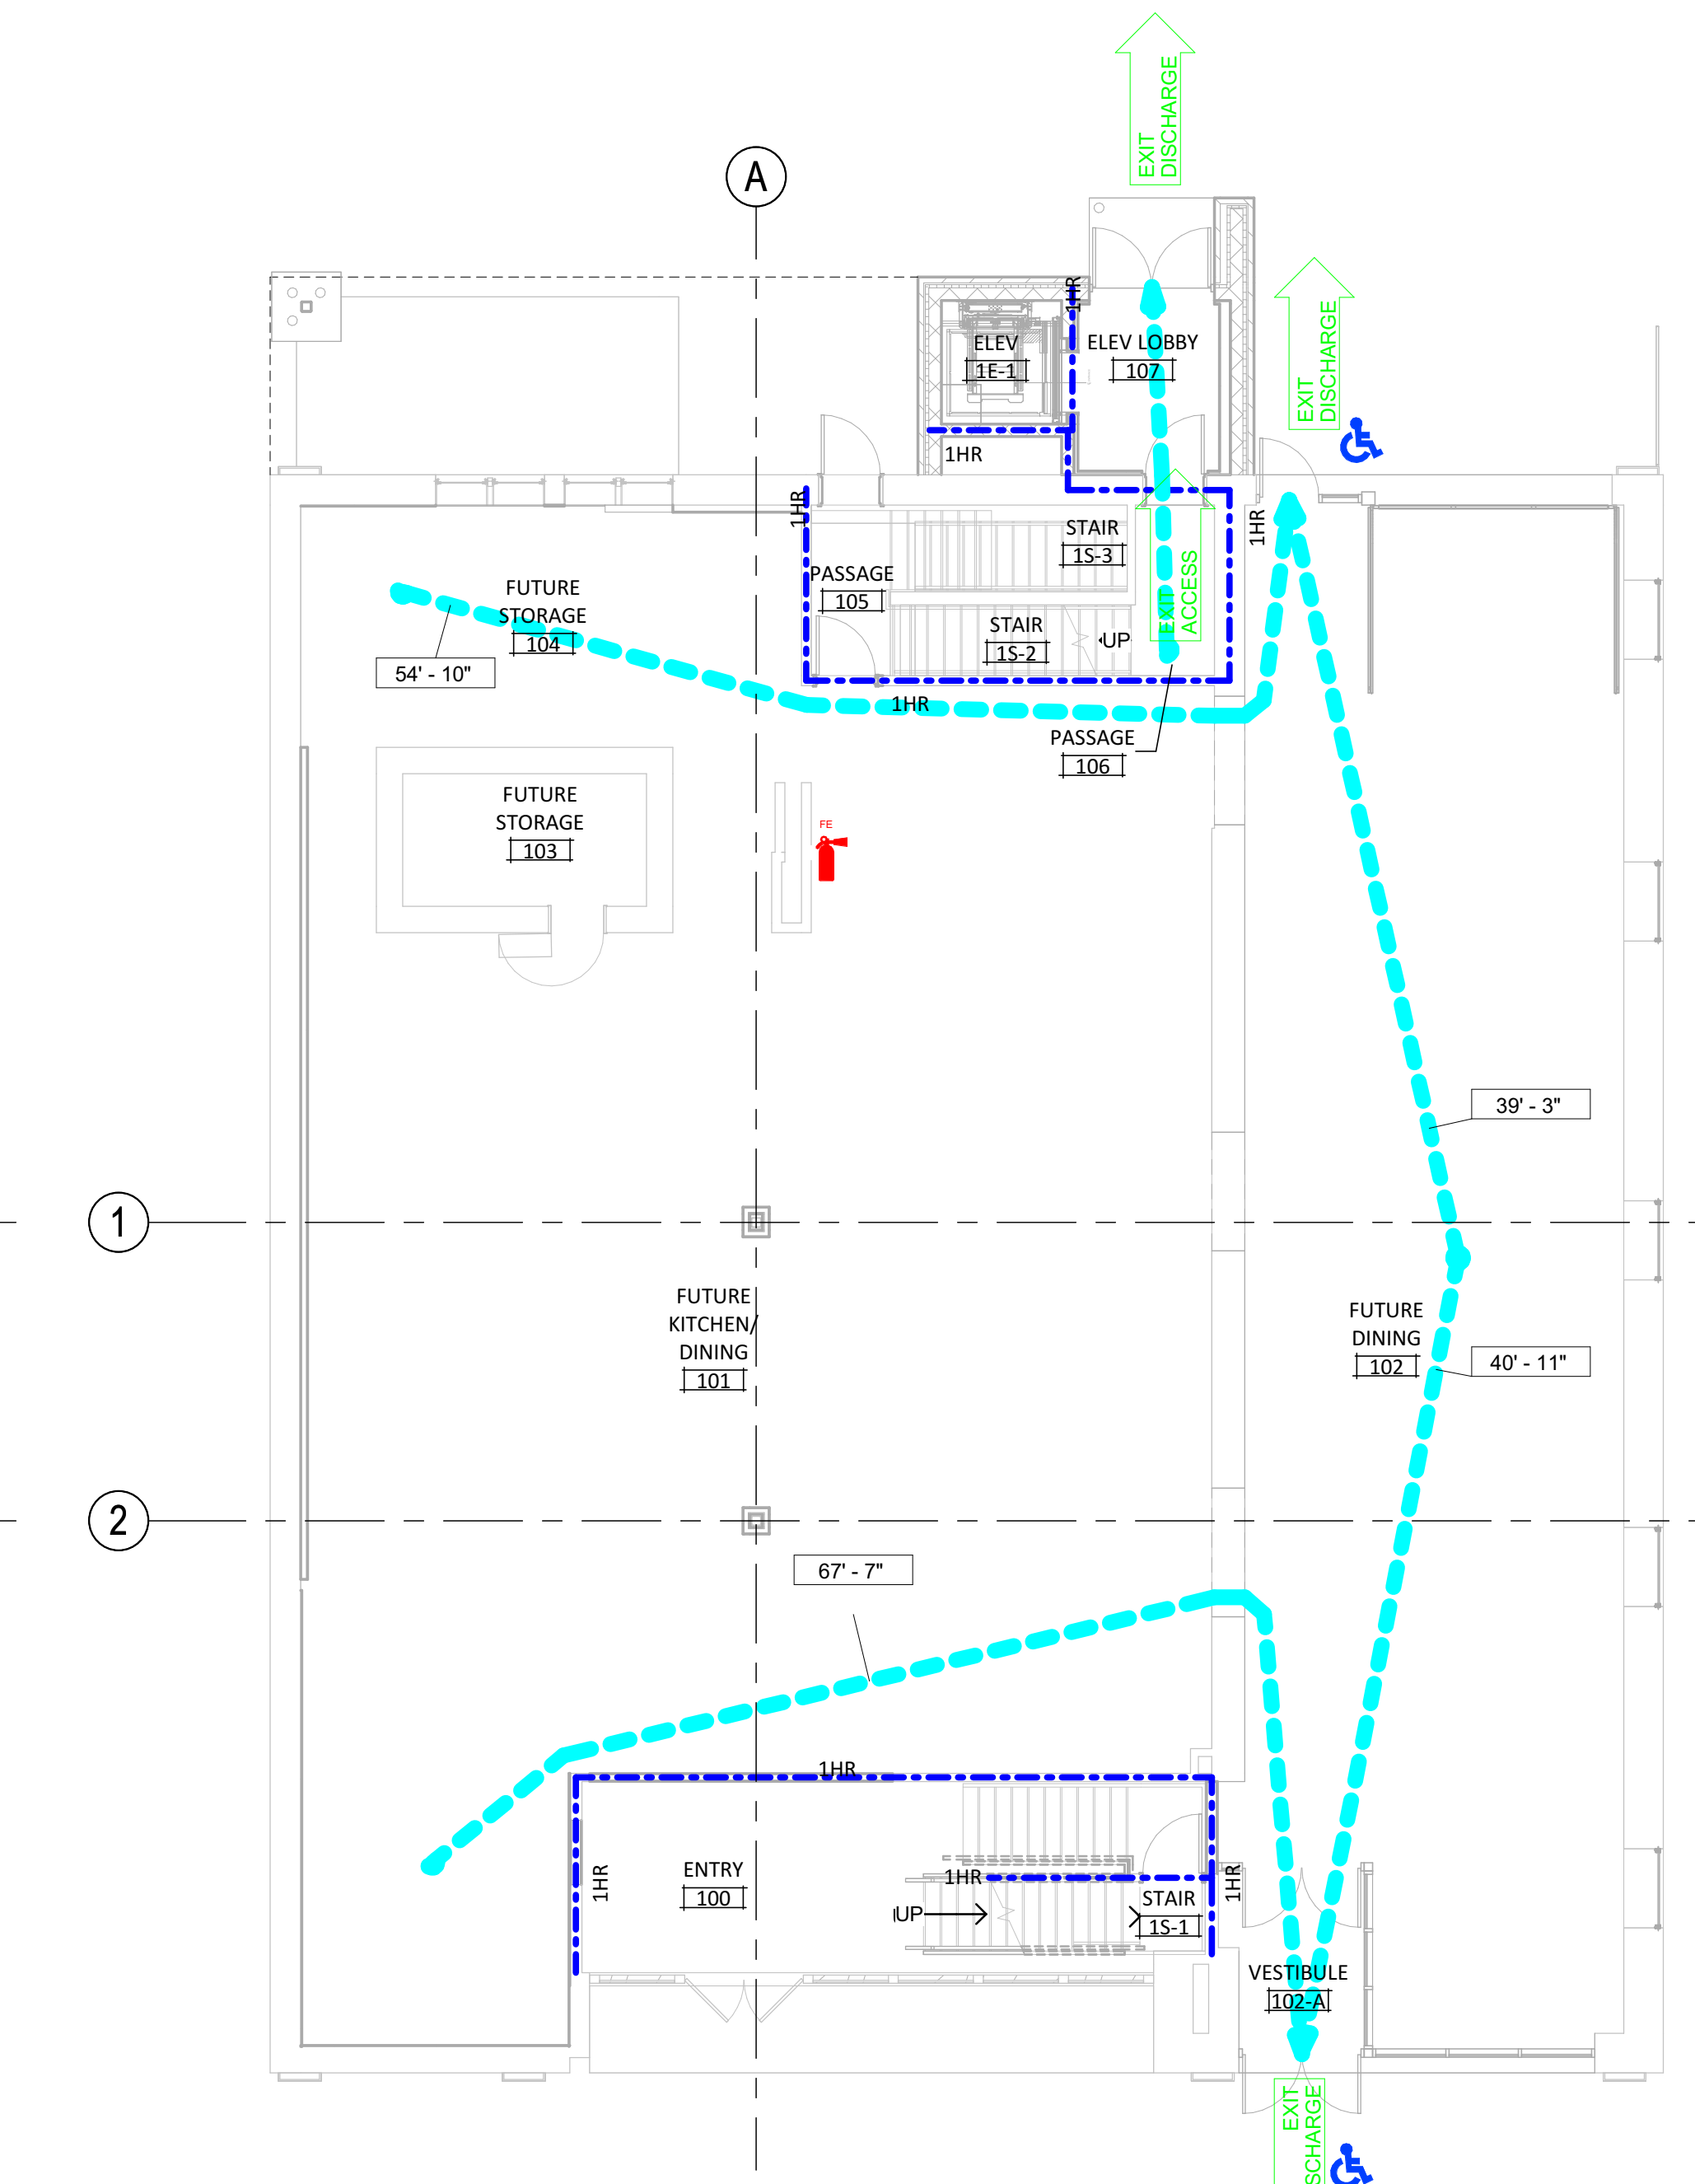 EXIT
DISCHARGE
A
EXIT
DISCHARGE
1HR
ELEV
1E-1
ELEV LOBBY
107
1HR
1HR
1HR
STAIR
1S-3
PASSAGE
105
STAIR
1S-2
UP
EXIT
ACCESS
FUTURE
STORAGE
104
54' - 10"
1HR
PASSAGE
106
FUTURE
STORAGE
103
FE
39' - 3"
1
FUTURE
KITCHEN/
DINING
101
FUTURE
DINING
102
40' - 11"
2
67' - 7"
1HR
1HR
ENTRY
100
1HR
UP
STAIR
1S-1
1HR
VESTIBULE
102-A
EXIT
SCHARGE